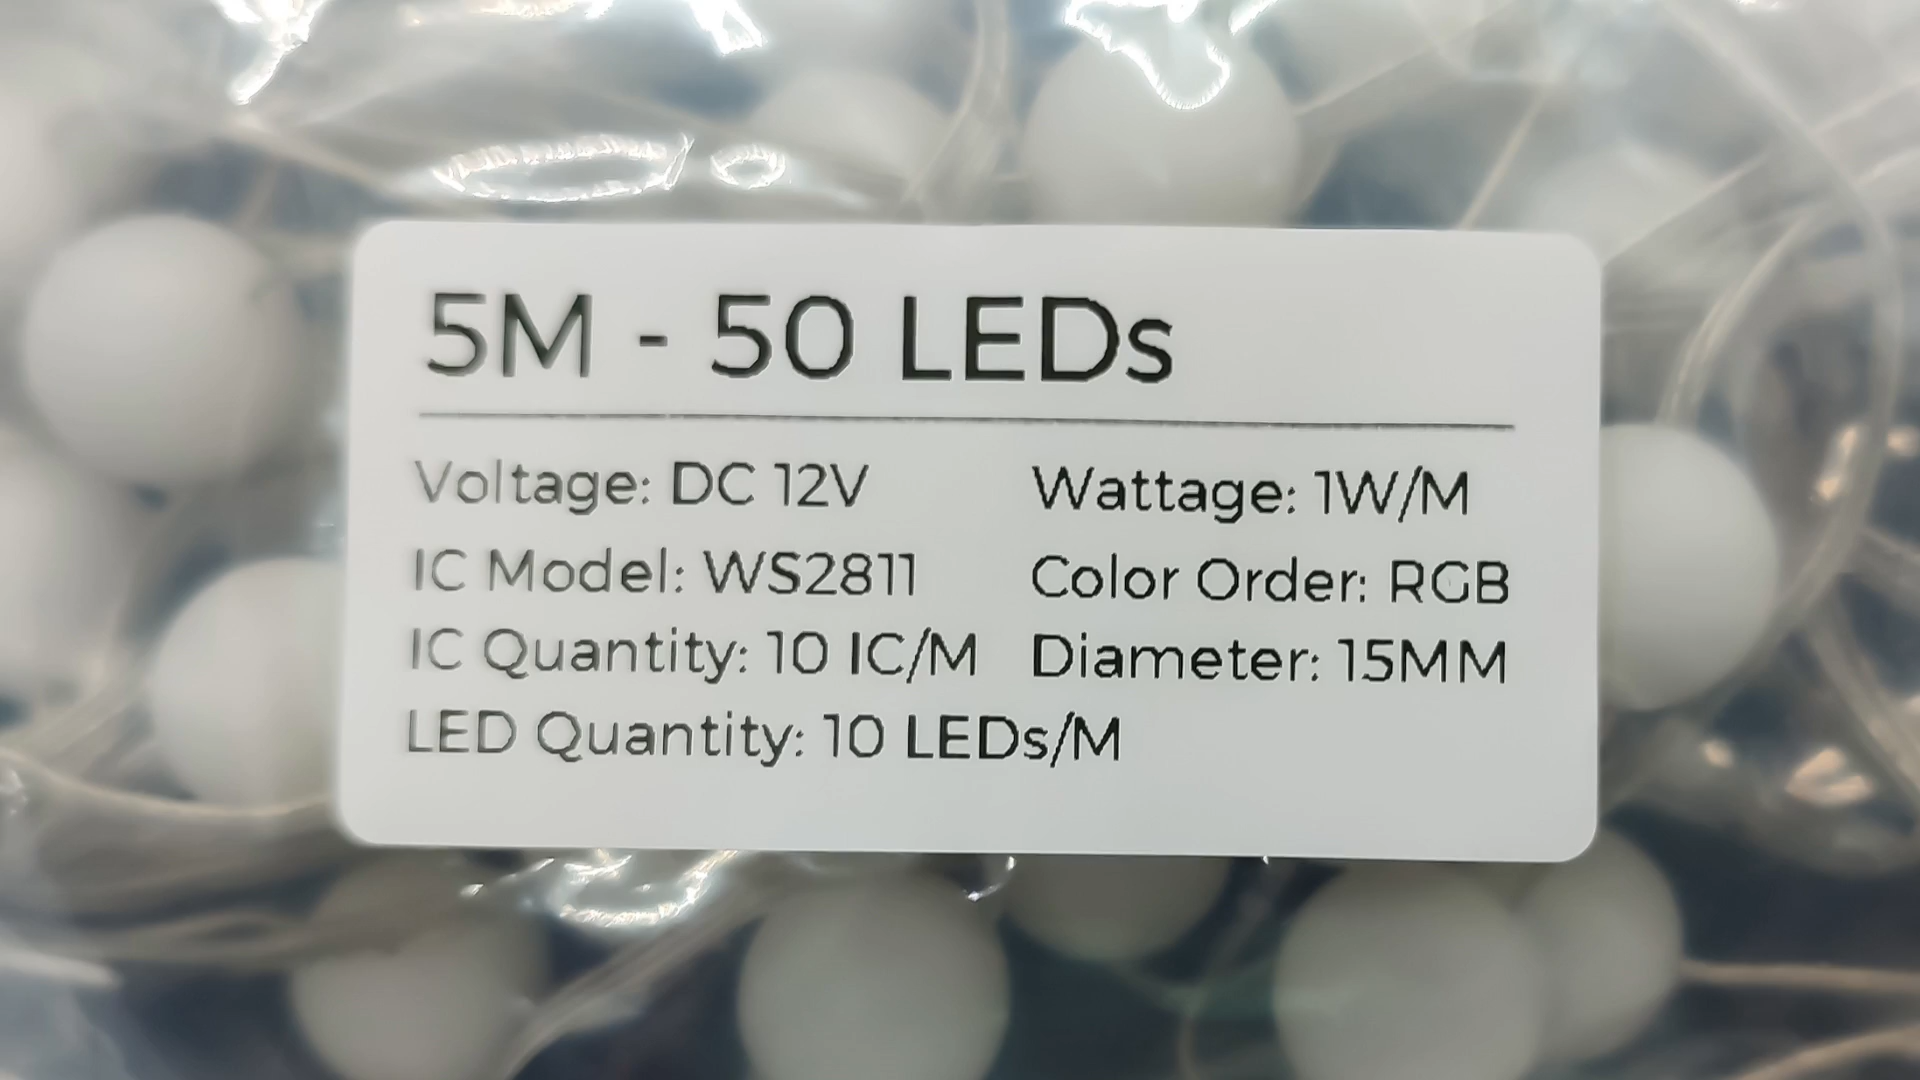 5M - 50 LEDs
Voltage: DC 12V
Wattage: 1W/M
IC Model: WS2811
Color Order: RGB
IC Quantity: 10 IC/M
Diameter: 15MM
LED Quantity: 10 LEDs/M